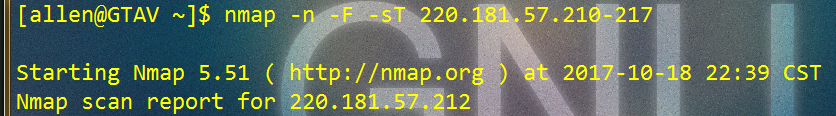 [allen@GTAV ~]$ nmap -n -F -sT 220.181.57.210-217
Starting Nmap 5.51 ( http://nmap.org ) at 2017-10-18 22:39 CST
Nmap scan report for 220.181.57.212